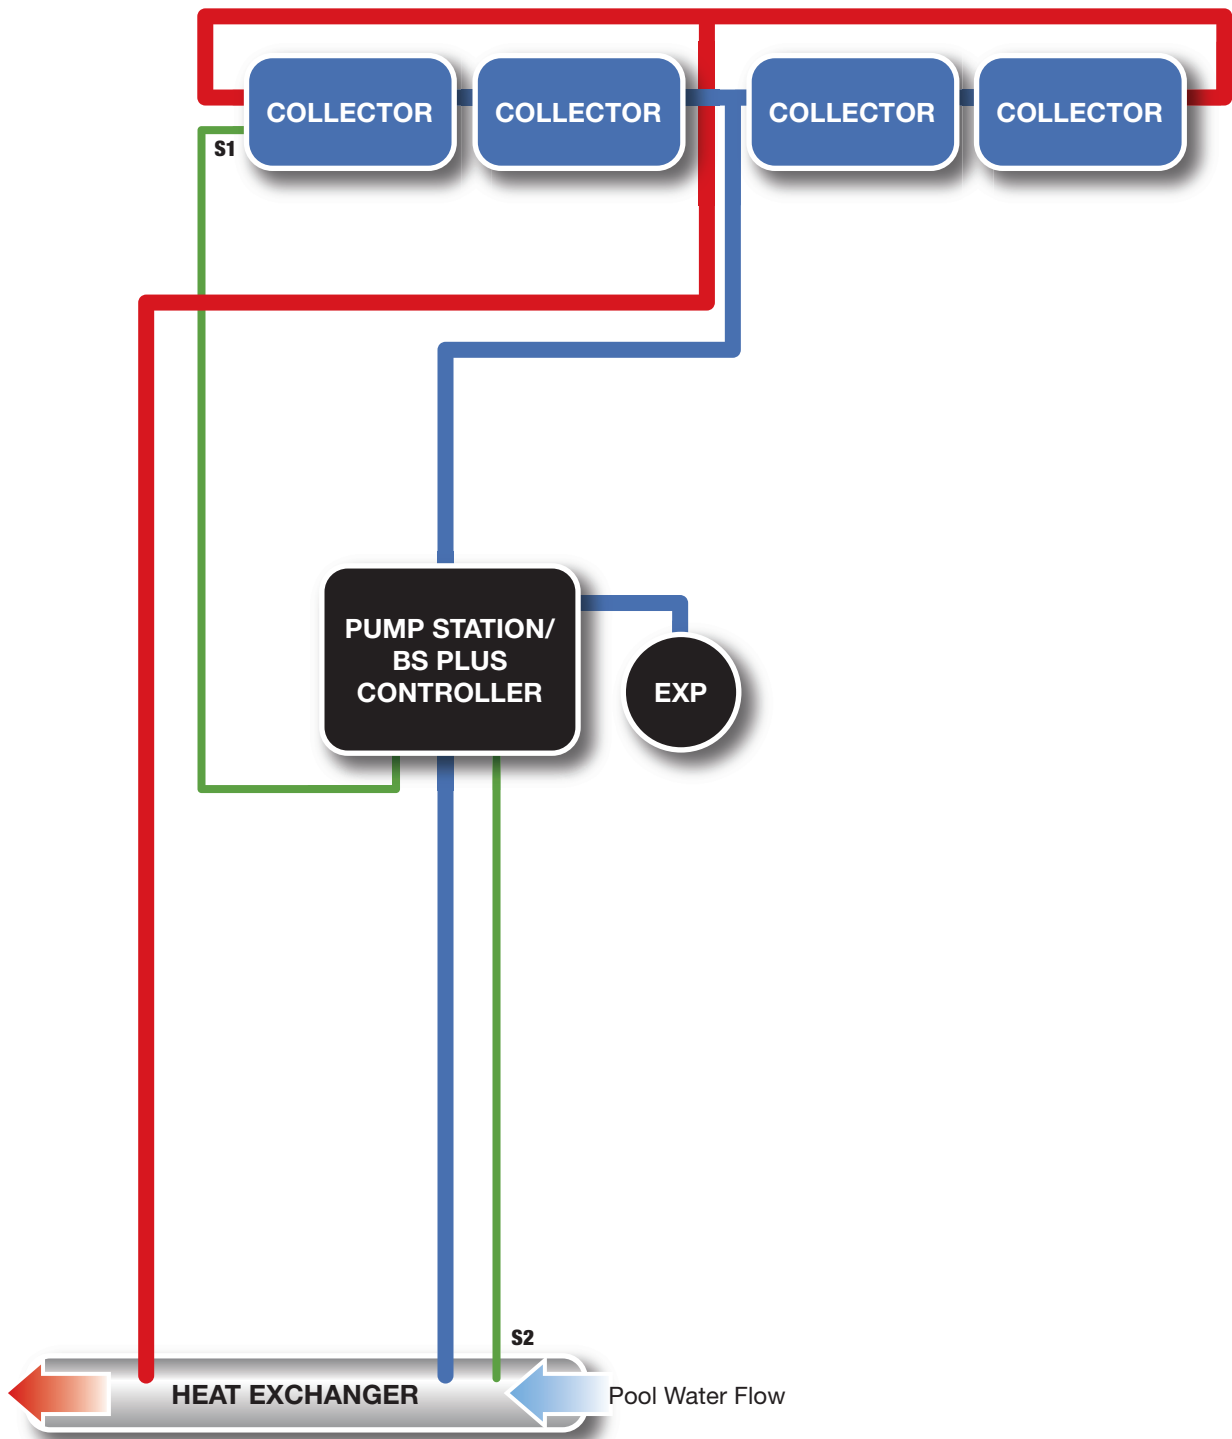 COLLECTOR
COLLECTOR
COLLECTOR
COLLECTOR
S1
PUMP STATION/
BS PLUS
CONTROLLER
EXP
S2
HEAT EXCHANGER
Pool Water Flow